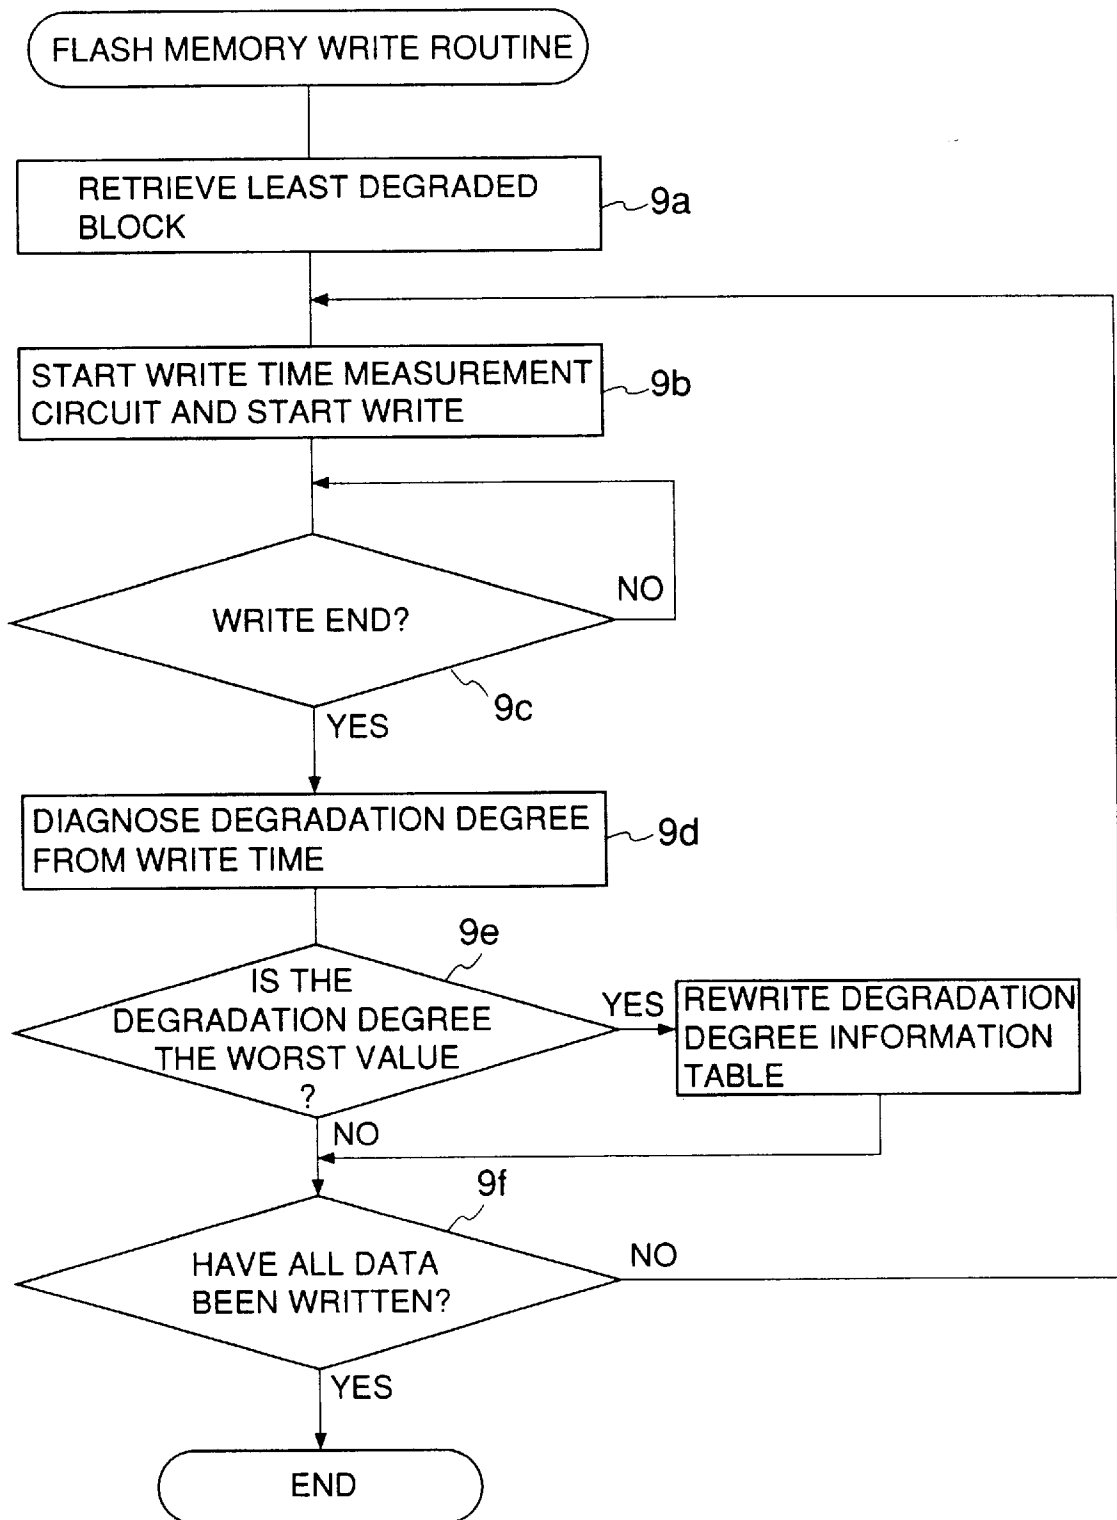 FLASH MEMORY WRITE ROUTINE
RETRIEVE LEAST DEGRADED
BLOCK
9a
START WRITE TIME MEASUREMENT
CIRCUIT AND START WRITE
9b
WRITE END?
NO
9c
YES
DIAGNOSE DEGRADATION DEGREE
FROM WRITE TIME
9d
9e
IS THE
DEGRADATION DEGREE
THE WORST VALUE
?
YES
REWRITE DEGRADATION
DEGREE INFORMATION
TABLE
NO
9f
HAVE ALL DATA
BEEN WRITTEN?
NO
YES
END